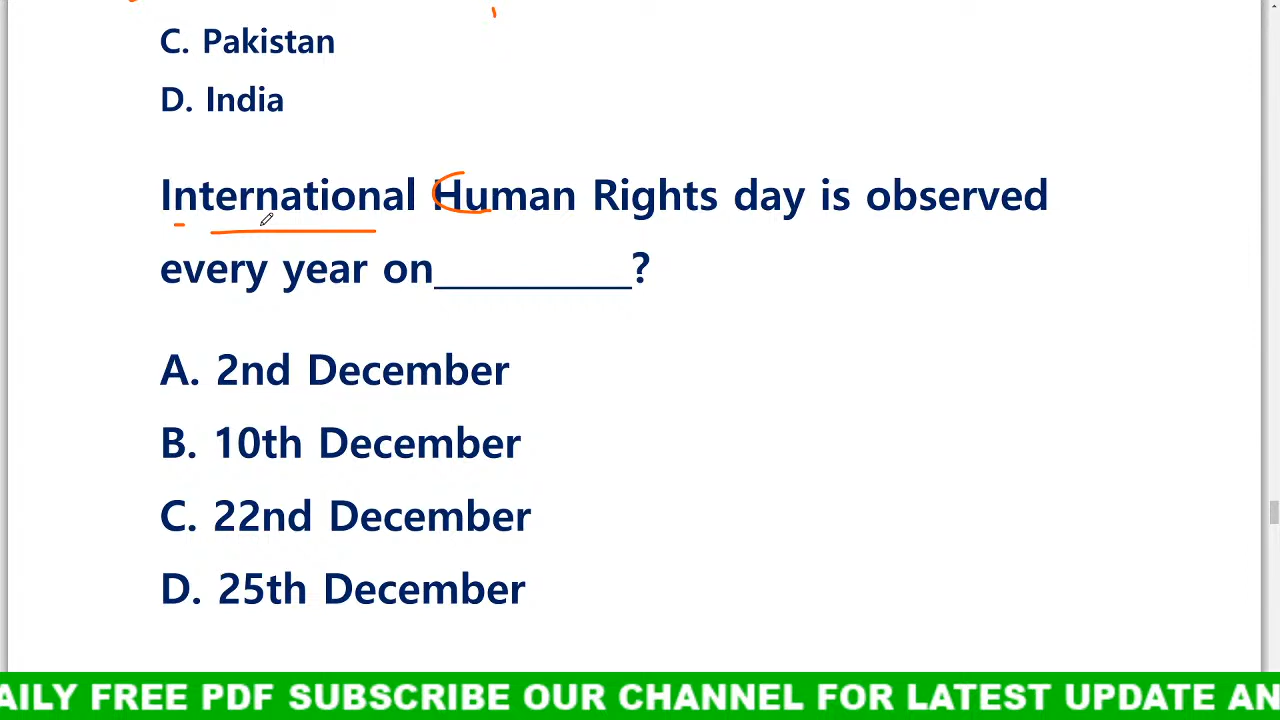 C. Pakistan
D. India
International Human Rights day is observed
every year on_________?
A. 2nd December
B. 10th December
C. 22nd December
D. 25th December
AILY FREE PDF SUBSCRIBE OUR CHANNEL FOR LATEST UPDATE AN